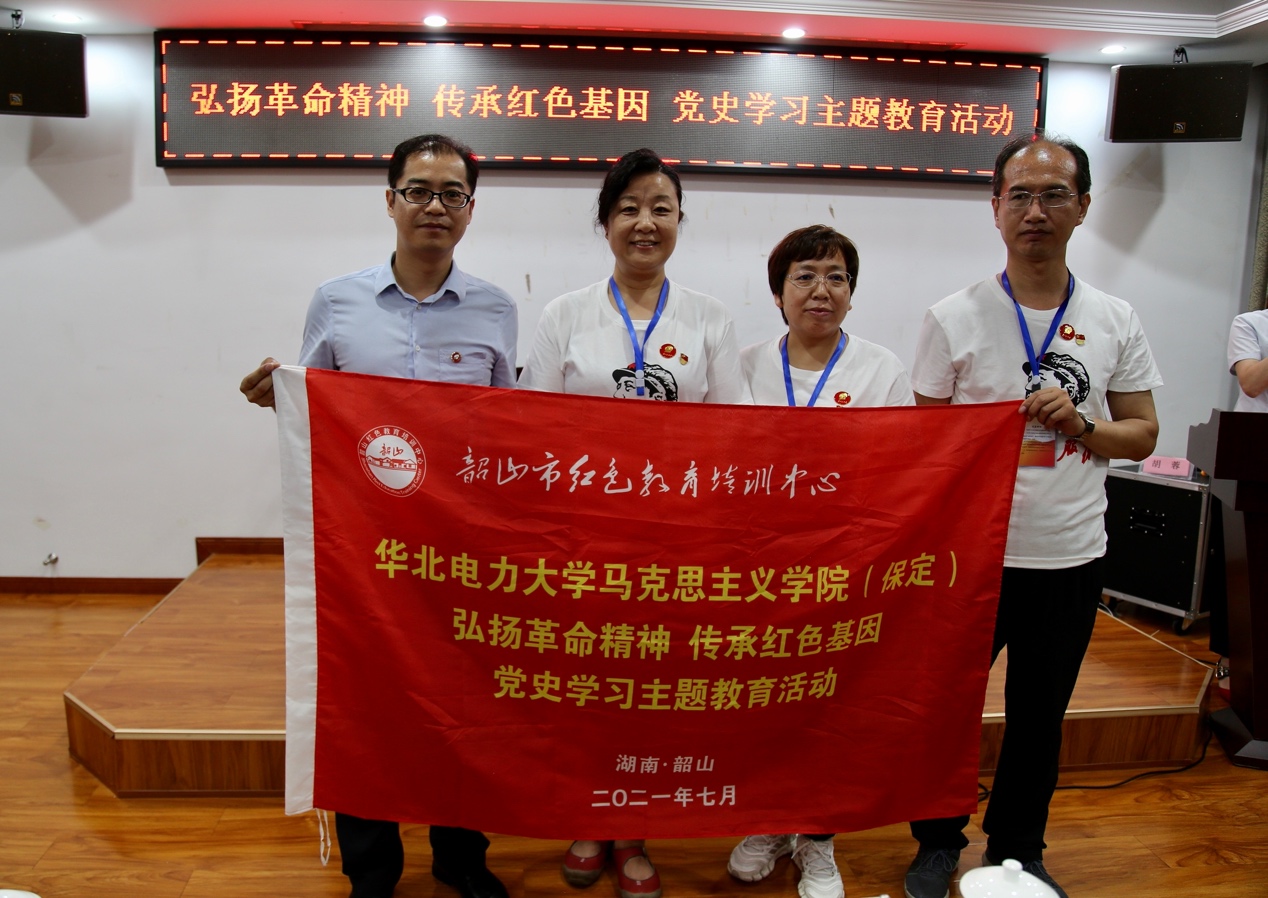 弘扬革命精神 传承红色基因 党史学习主题教育活动
韶山
韶山市红色教育培训中心
华北电力大学马克思主义学院（保定）
弘扬革命精神 传承红色基因
党史学习主题教育活动
湖南·韶山
二〇二一年七月
胡蓉